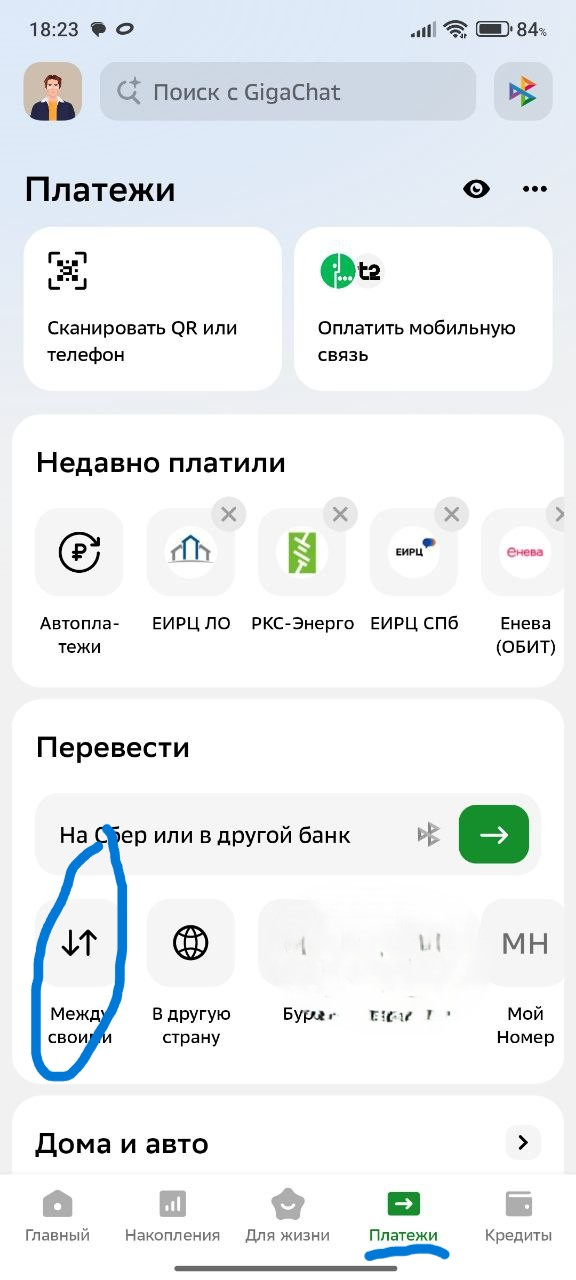 18:23
84%
Поиск с GigaChat
Платежи
t2
Сканировать QR или
телефон
Оплатить мобильную
связь
Недавно платили
ЕИРЦ
Енева
Автопла-
тежи
ЕИРЦ ЛО
РКС-Энерго
ЕИРЦ СПб
Енева
(ОБИТ)
Перевести
На Сбер или в другой банк
МН
Между
своими
В другую
страну
Мой
Номер
Дома и авто
Главный
Накопления
Для жизни
Платежи
Кредиты